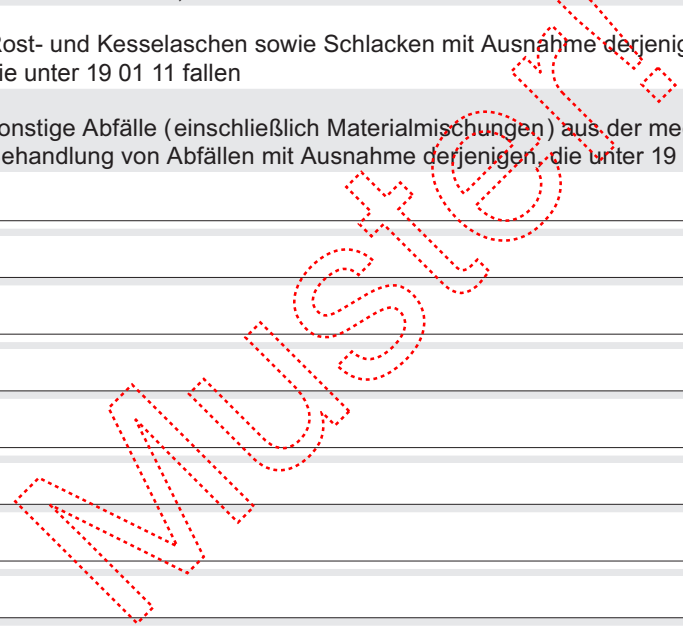 Rost- und Kesselaschen sowie Schlacken mit Ausnahme derjenig
ie unter 19 01 11 fallen
onstige Abfälle (einschließlich Materialmischungen) aus der me
ehandlung von Abfällen mit Ausnahme derjenigen, die unter 19
Muster.